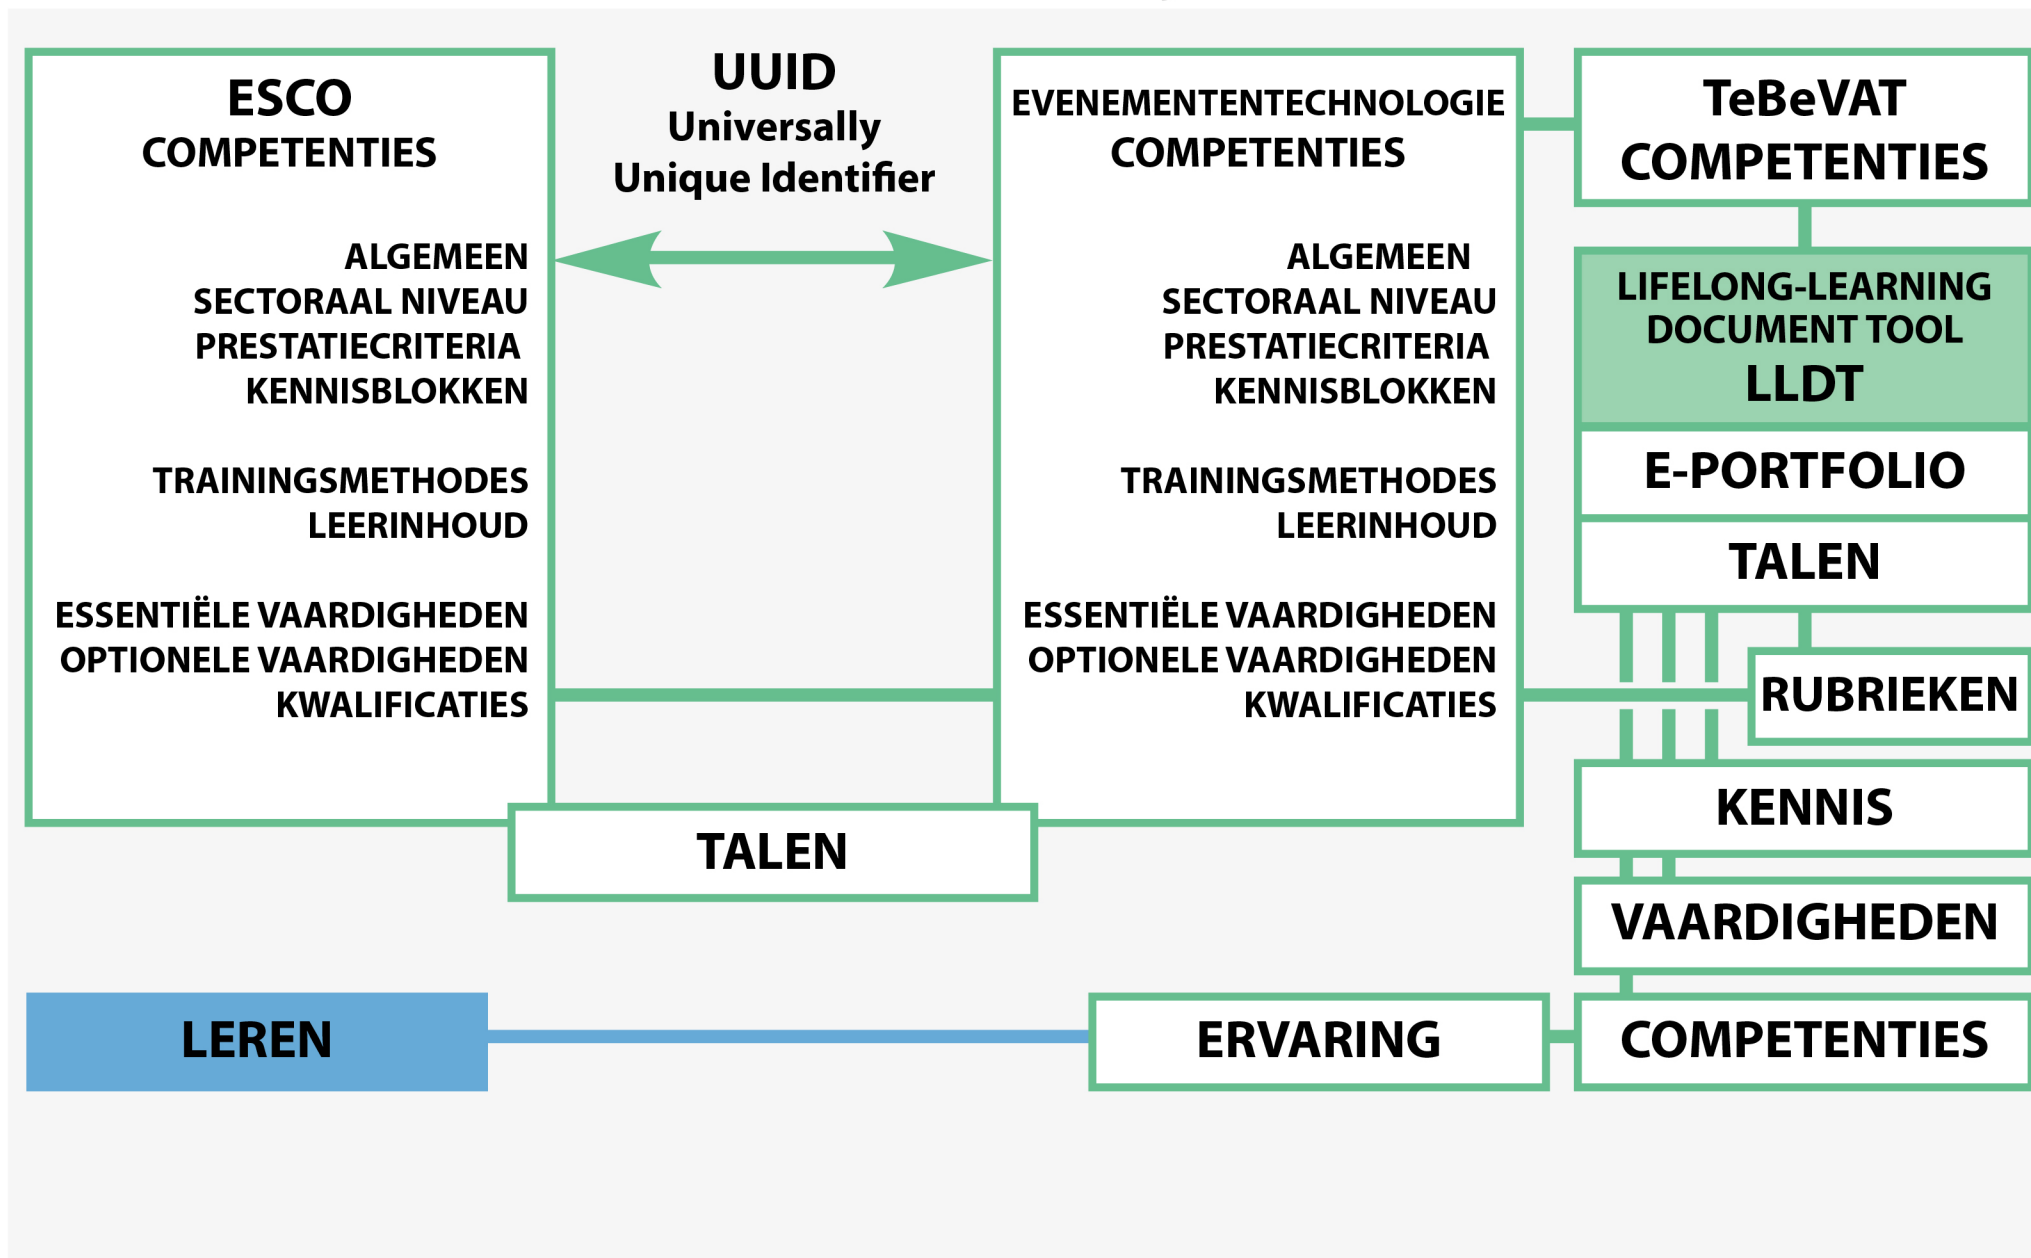 ESCO
COMPETENTIES
ALGEMEEN
SECTORAAL NIVEAU
PRESTATIECRITERIA
KENNISBLOKKEN
TRAININGSMETHODES
LEERINHOUD
ESSENTIËLE VAARDIGHEDEN
OPTIONELE VAARDIGHEDEN
KWALIFICATIES
UUID
Universally
Unique Identifier
EVENEMENTENTECHNOLOGIE
COMPETENTIES
ALGEMEEN
SECTORAAL NIVEAU
PRESTATIECRITERIA
KENNISBLOKKEN
TRAININGSMETHODES
LEERINHOUD
ESSENTIËLE VAARDIGHEDEN
OPTIONELE VAARDIGHEDEN
KWALIFICATIES
TALEN
TeBeVAT
COMPETENTIES
LIFELONG-LEARNING
DOCUMENT TOOL
LLDT
E-PORTFOLIO
TALEN
RUBRIEKEN
KENNIS
VAARDIGHEDEN
LEREN
ERVARING
COMPETENTIES